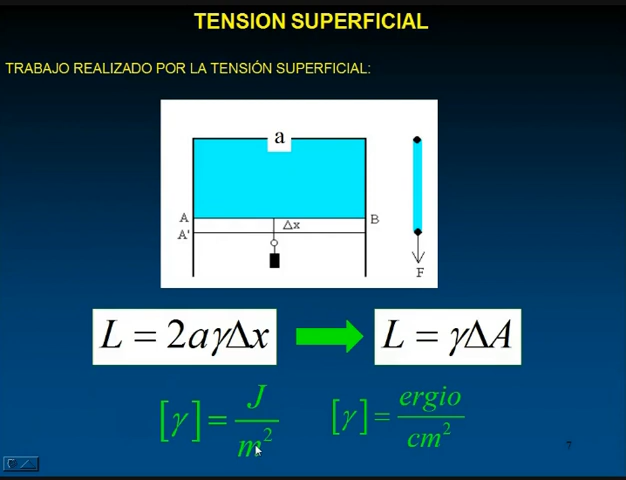 TENSION SUPERFICIAL
TRABAJO REALIZADO POR LA TENSIÓN SUPERFICIAL:
a
A
B
Δx
A'
F
L = 2aγΔx
L = γΔA
[γ] = J/m²
[γ] = ergio/cm²
7